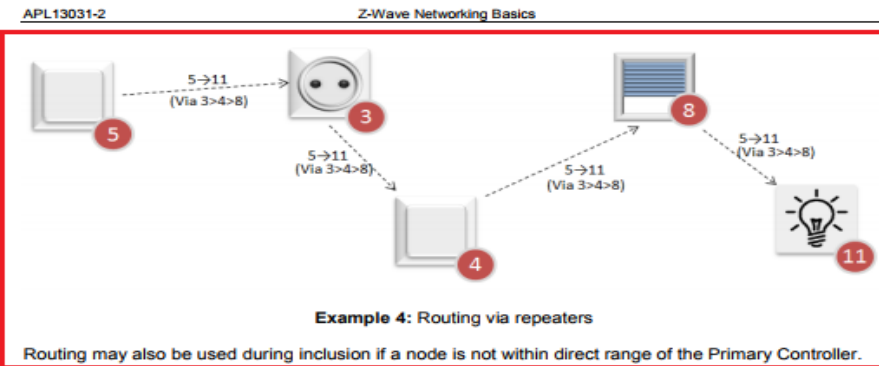 APL13031-2 Z-Wave Networking Basics
5→11
(Via 3>4>8)
5
3
5→11
(Via 3>4>8)
4
5→11
(Via 3>4>8)
8
5→11
(Via 3>4>8)
11
Example 4: Routing via repeaters
Routing may also be used during inclusion if a node is not within direct range of the Primary Controller.